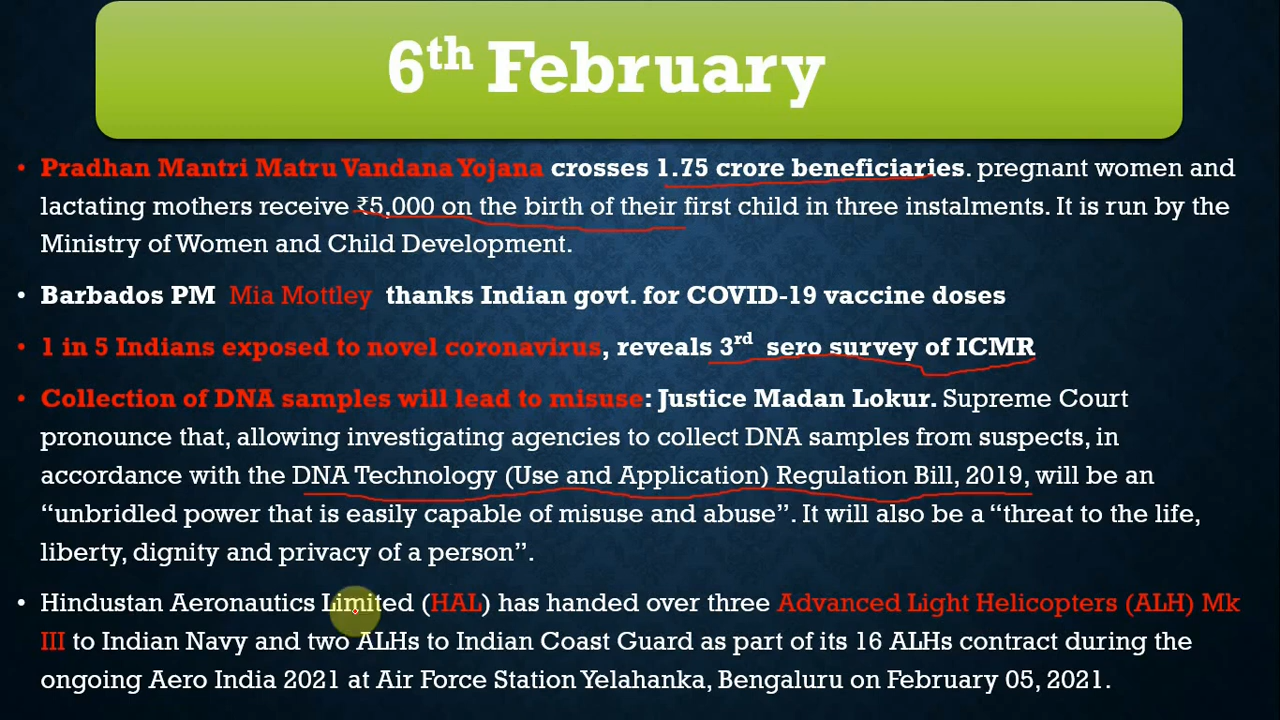 6th February
• Pradhan Mantri Matru Vandana Yojana crosses 1.75 crore beneficiaries. pregnant women and
lactating mothers receive ₹5,000 on the birth of their first child in three instalments. It is run by the
Ministry of Women and Child Development.
• Barbados PM Mia Mottley thanks Indian govt. for COVID-19 vaccine doses
• 1 in 5 Indians exposed to novel coronavirus, reveals 3rd sero survey of ICMR
• Collection of DNA samples will lead to misuse: Justice Madan Lokur. Supreme Court
pronounce that, allowing investigating agencies to collect DNA samples from suspects, in
accordance with the DNA Technology (Use and Application) Regulation Bill, 2019, will be an
“unbridled power that is easily capable of misuse and abuse”. It will also be a “threat to the life,
liberty, dignity and privacy of a person”.
• Hindustan Aeronautics Limited (HAL) has handed over three Advanced Light Helicopters (ALH) Mk
III to Indian Navy and two ALHs to Indian Coast Guard as part of its 16 ALHs contract during the
ongoing Aero India 2021 at Air Force Station Yelahanka, Bengaluru on February 05, 2021.